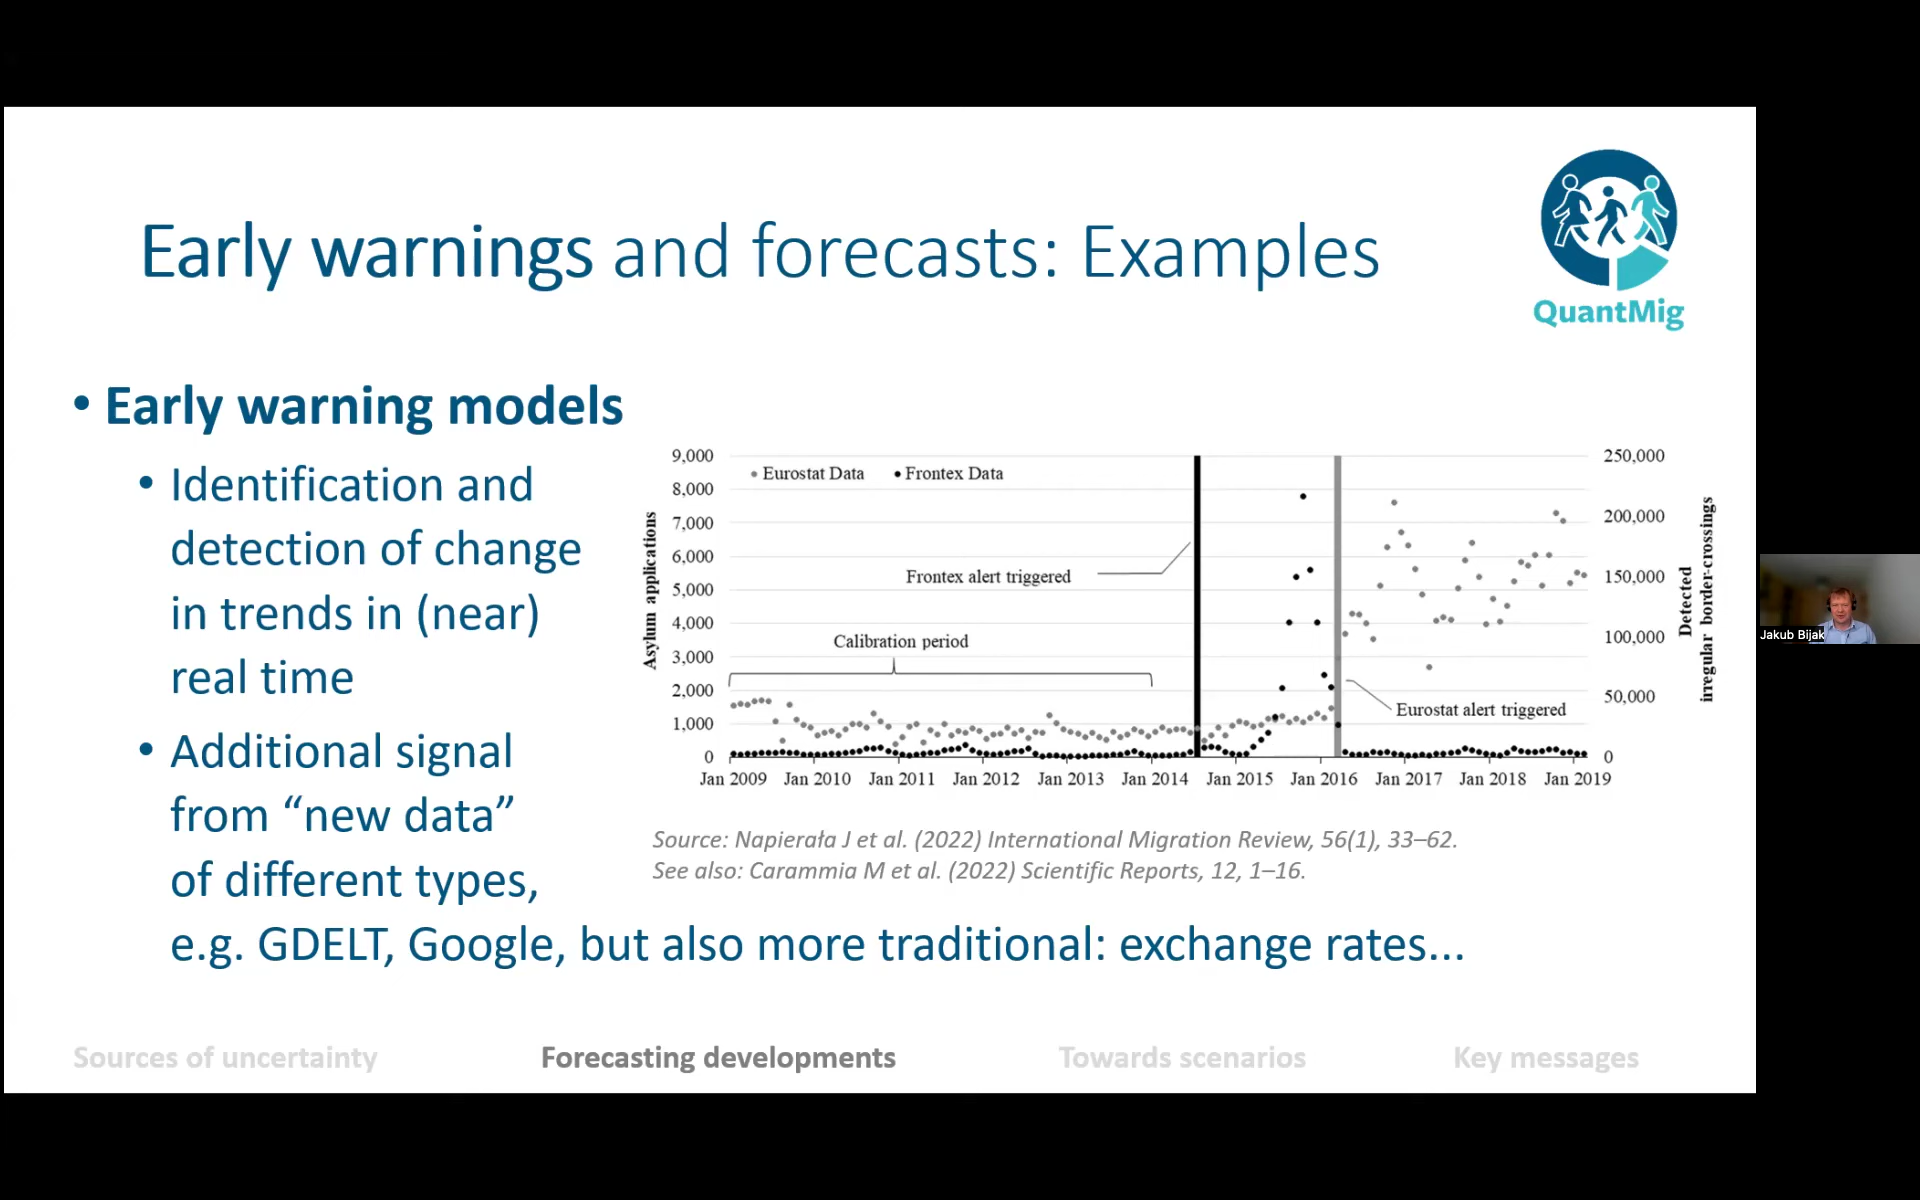 Early warnings and forecasts: Examples
QuantMig
• Early warning models
• Identification and
detection of change
in trends in (near)
real time
• Additional signal
from “new data”
of different types,
e.g. GDELT, Google, but also more traditional: exchange rates...
9,000
8,000
7,000
6,000
5,000
4,000
3,000
2,000
1,000
0
Asylum applications
Eurostat Data
Frontex Data
Frontex alert triggered
Calibration period
Eurostat alert triggered
250,000
200,000
150,000
100,000
50,000
0
Detected
irregular border-crossings
Jan 2009 Jan 2010 Jan 2011 Jan 2012 Jan 2013 Jan 2014 Jan 2015 Jan 2016 Jan 2017 Jan 2018 Jan 2019
Source: Napierała J et al. (2022) International Migration Review, 56(1), 33–62.
See also: Carammia M et al. (2022) Scientific Reports, 12, 1–16.
Sources of uncertainty
Forecasting developments
Towards scenarios
Key messages
Jakub Bijak